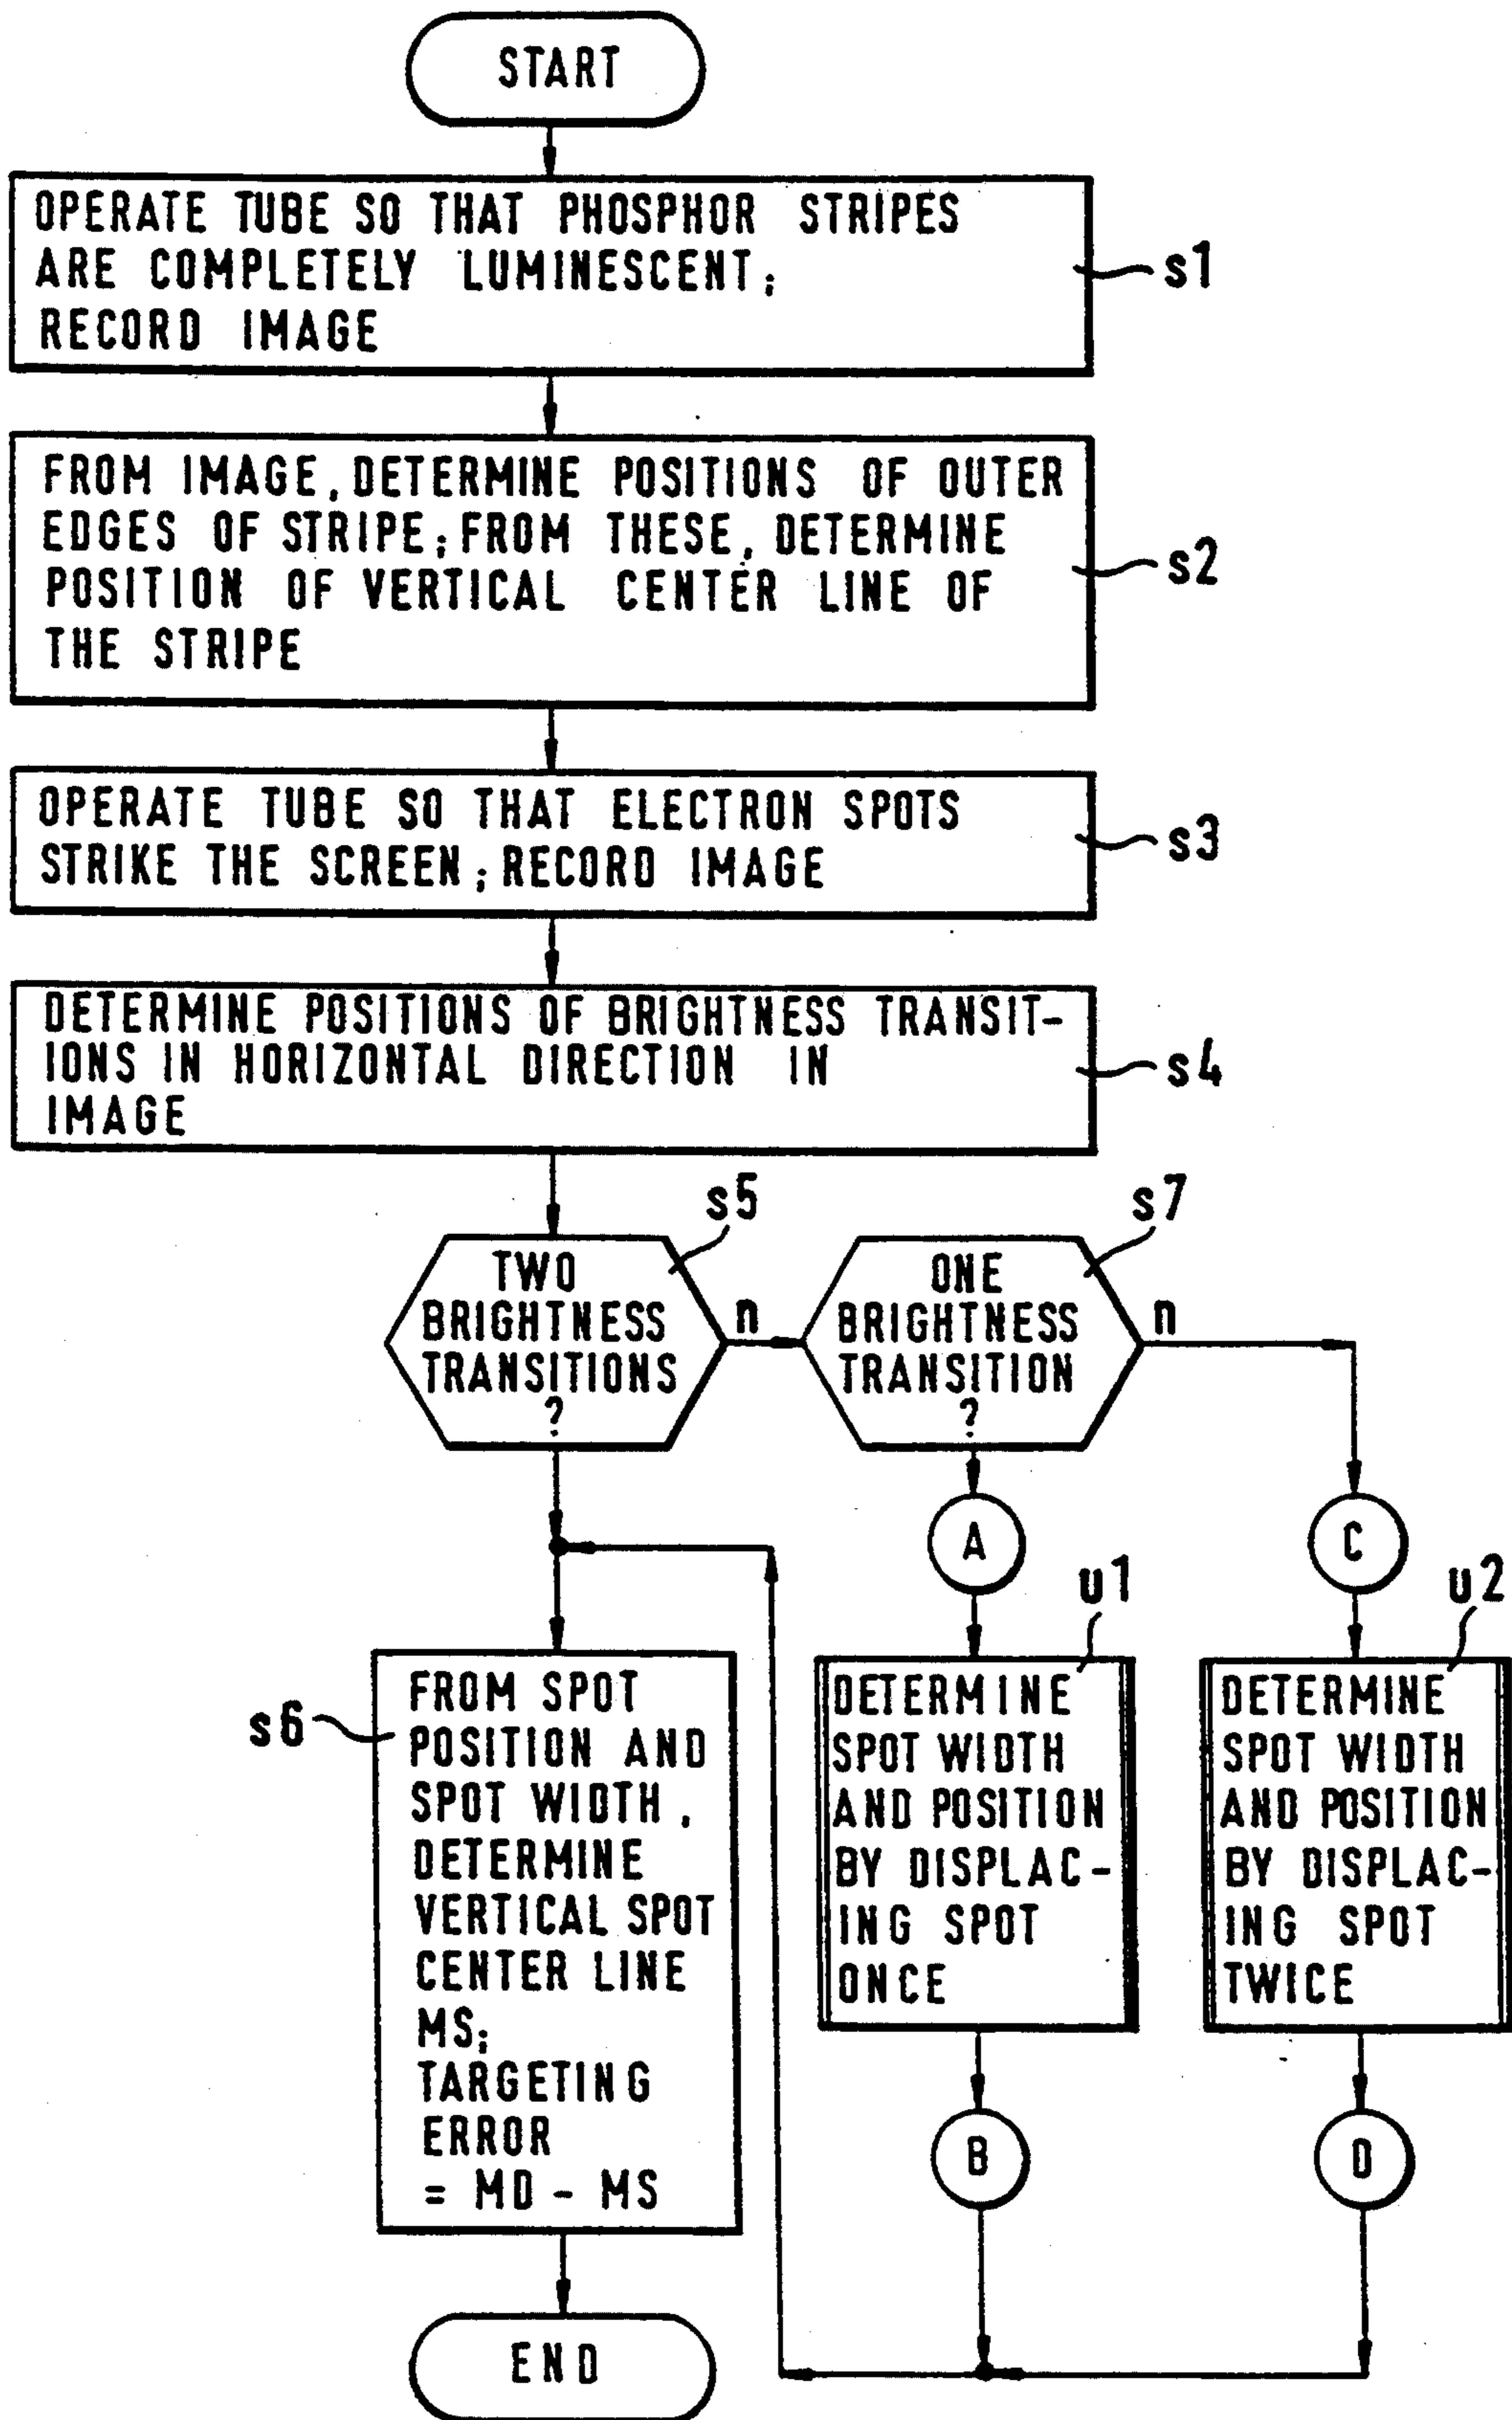 START
OPERATE TUBE SO THAT PHOSPHOR STRIPES
ARE COMPLETELY LUMINESCENT;
RECORD IMAGE
s1
FROM IMAGE, DETERMINE POSITIONS OF OUTER
EDGES OF STRIPE; FROM THESE, DETERMINE
POSITION OF VERTICAL CENTER LINE OF
THE STRIPE
s2
OPERATE TUBE SO THAT ELECTRON SPOTS
STRIKE THE SCREEN; RECORD IMAGE
s3
DETERMINE POSITIONS OF BRIGHTNESS TRANSIT-
IONS IN HORIZONTAL DIRECTION IN
IMAGE
s4
s5
TWO
BRIGHTNESS
TRANSITIONS
?
n
s7
ONE
BRIGHTNESS
TRANSITION
?
n
A
C
s6
FROM SPOT
POSITION AND
SPOT WIDTH,
DETERMINE
VERTICAL SPOT
CENTER LINE
MS;
TARGETING
ERROR
= MD - MS
u1
DETERMINE
SPOT WIDTH
AND POSITION
BY DISPLAC-
ING SPOT
ONCE
u2
DETERMINE
SPOT WIDTH
AND POSITION
BY DISPLAC-
ING SPOT
TWICE
B
D
END